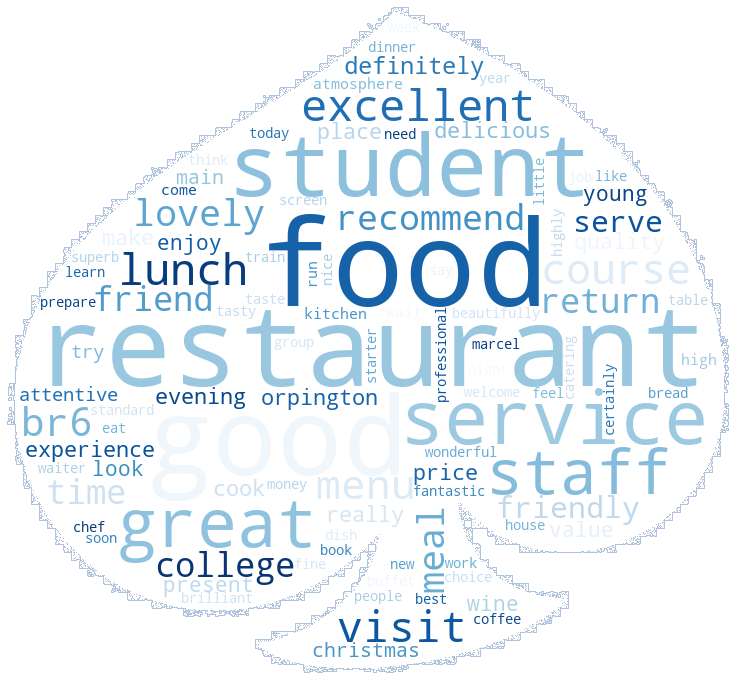 week
dinner
definitely
atmosphere
year
excellent
today
place
need
delicious
student
think
main
come
screen
little
job
like
young
lovely
recommend
serve
highly
make
enjoy
quality
superb
lunch
train
food
run
nice
say
course
learn
prepare
friend
taste
tasty
kitchen
wait
beautifully
return
table
restaurant
try
group
starter
professional
marcel
night
catering
high
attentive
evening
orpington
welcome
feel
certainly
bread
br6
standard
eat
good
service
experience
wonderful
waiter
look
cook
money
price
staff
time
menu
fantastic
great
really
friendly
chef
soon
dish
house
value
meal
college
book
fine
new
work
present
buffet
choice
brilliant
people
best
wine
visit
coffee
christmas